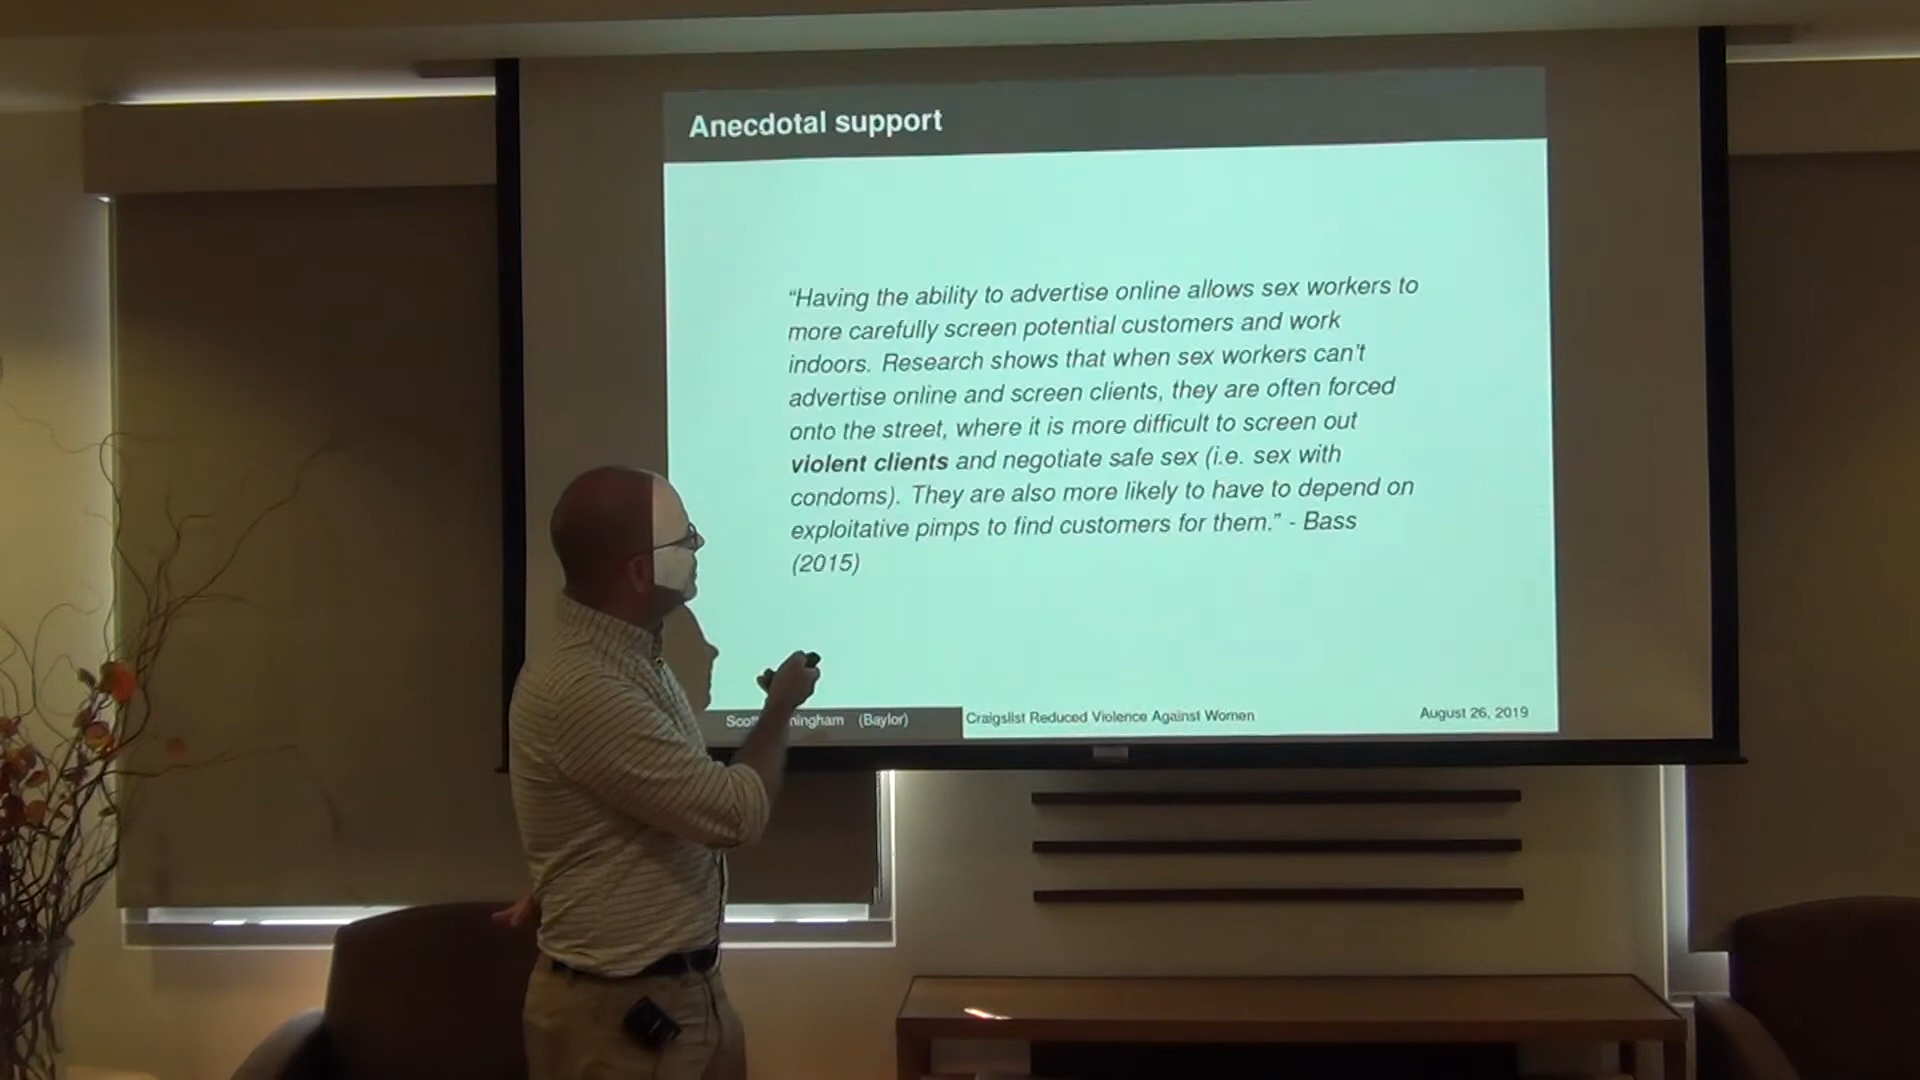 Anecdotal support
“Having the ability to advertise online allows sex workers to
more carefully screen potential customers and work
indoors. Research shows that when sex workers can’t
advertise online and screen clients, they are often forced
onto the street, where it is more difficult to screen out
violent clients and negotiate safe sex (i.e. sex with
condoms). They are also more likely to have to depend on
exploitative pimps to find customers for them.” - Bass
(2015)
(Baylor)
Craigslist Reduced Violence Against Women
August 26, 2019